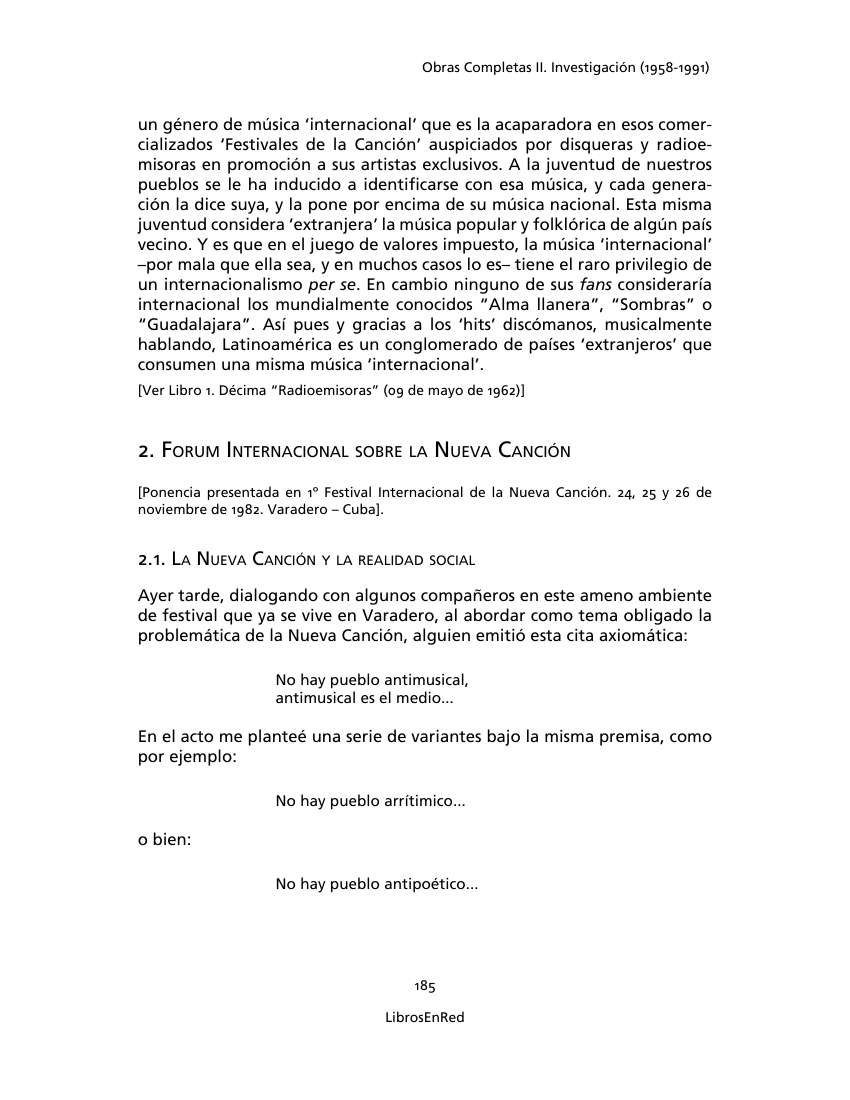 Obras Completas II. Investigación (1958-1991)
un género de música ‘internacional’ que es la acaparadora en esos comer-
cializados ‘Festivales de la Canción’ auspiciados por disqueras y radioe-
misoras en promoción a sus artistas exclusivos. A la juventud de nuestros
pueblos se le ha inducido a identificarse con esa música, y cada genera-
ción la dice suya, y la pone por encima de su música nacional. Esta misma
juventud considera ‘extranjera’ la música popular y folklórica de algún país
vecino. Y es que en el juego de valores impuesto, la música ‘internacional’
–por mala que ella sea, y en muchos casos lo es– tiene el raro privilegio de
un internacionalismo per se. En cambio ninguno de sus fans consideraría
internacional los mundialmente conocidos “Alma llanera”, “Sombras” o
“Guadalajara”. Así pues y gracias a los ‘hits’ discómanos, musicalmente
hablando, Latinoamérica es un conglomerado de países ‘extranjeros’ que
consumen una misma música ‘internacional’.
[Ver Libro 1. Décima “Radioemisoras” (09 de mayo de 1962)]
2. Forum Internacional sobre la Nueva Canción
[Ponencia presentada en 1º Festival Internacional de la Nueva Canción. 24, 25 y 26 de
noviembre de 1982. Varadero – Cuba].
2.1. La Nueva Canción y la realidad social
Ayer tarde, dialogando con algunos compañeros en este ameno ambiente
de festival que ya se vive en Varadero, al abordar como tema obligado la
problemática de la Nueva Canción, alguien emitió esta cita axiomática:
No hay pueblo antimusical,
antimusical es el medio...
En el acto me planteé una serie de variantes bajo la misma premisa, como
por ejemplo:
No hay pueblo arrítimico...
o bien:
No hay pueblo antipoético...
185
LibrosEnRed